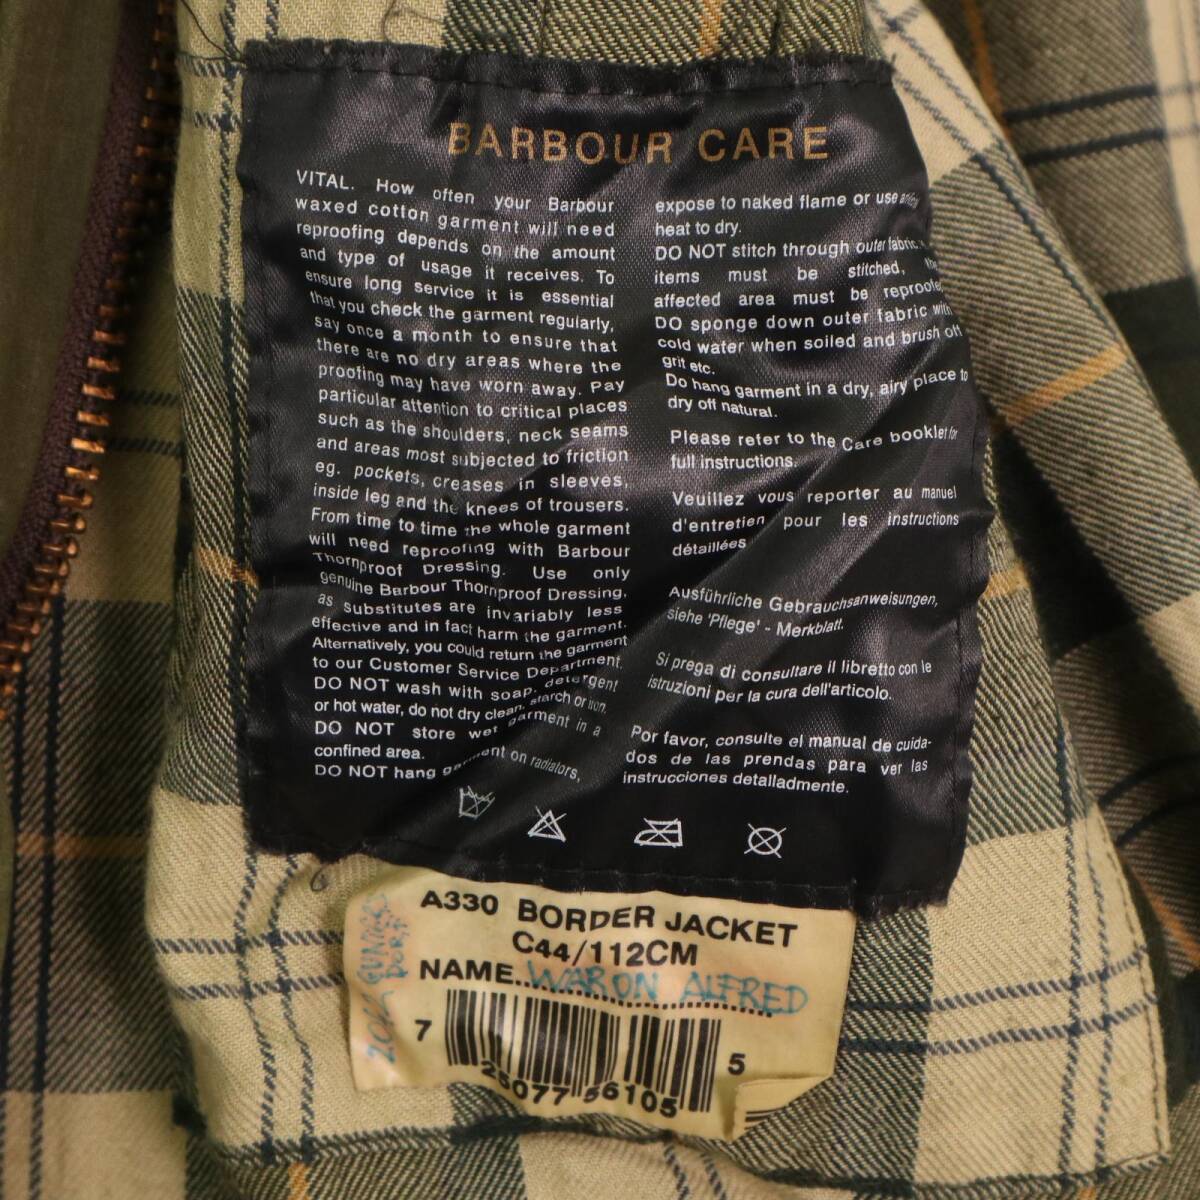 BARBOUR CARE
VITAL. How often your Barbour
waxed cotton garment will need
reproofing depends on the amount
and type of usage it receives. To
ensure long service it is essential
that you check the garment regularly,
say once a month to ensure that
there are no dry areas where the
proofing may have worn away. Pay
particular attention to critical places
such as the shoulders, neck seams
and areas most subjected to friction
eg. pockets, creases in sleeves,
inside leg and the knees of trousers.
From time to time the whole garment
will need reproofing with Barbour
Thornproof Dressing. Use only
genuine Barbour Thornproof Dressing,
as substitutes are invariably less
effective and in fact harm the garment.
Alternatively, you could return the garment
to our Customer Service Department.
DO NOT wash with soap, detergent
or hot water, do not dry clean, starch or iron.
DO NOT store wet garment in a
confined area.
DO NOT hang garment on radiators,
expose to naked flame or use artificial
heat to dry.
DO NOT stitch through outer fabric.
items must be stitched, the
affected area must be reproofed
DO sponge down outer fabric with
cold water when soiled and brush off
grit etc.
Do hang garment in a dry, airy place to
dry off natural.
Please refer to the Care booklet for
full instructions.
Veuillez vous reporter au manuel
d'entretien pour les instructions
détaillées
Ausführliche Gebrauchsanweisungen,
siehe 'Pflege' - Merkblatt.
Si prega di consultare il libretto con le
istruzioni per la cura dell'articolo.
Por favor, consulte el manual de cuida-
dos de las prendas para ver las
instrucciones detalladmente.
A330 BORDER JACKET
C44/112CM
NAME..WARON ALFRED
7 25077 56105 5